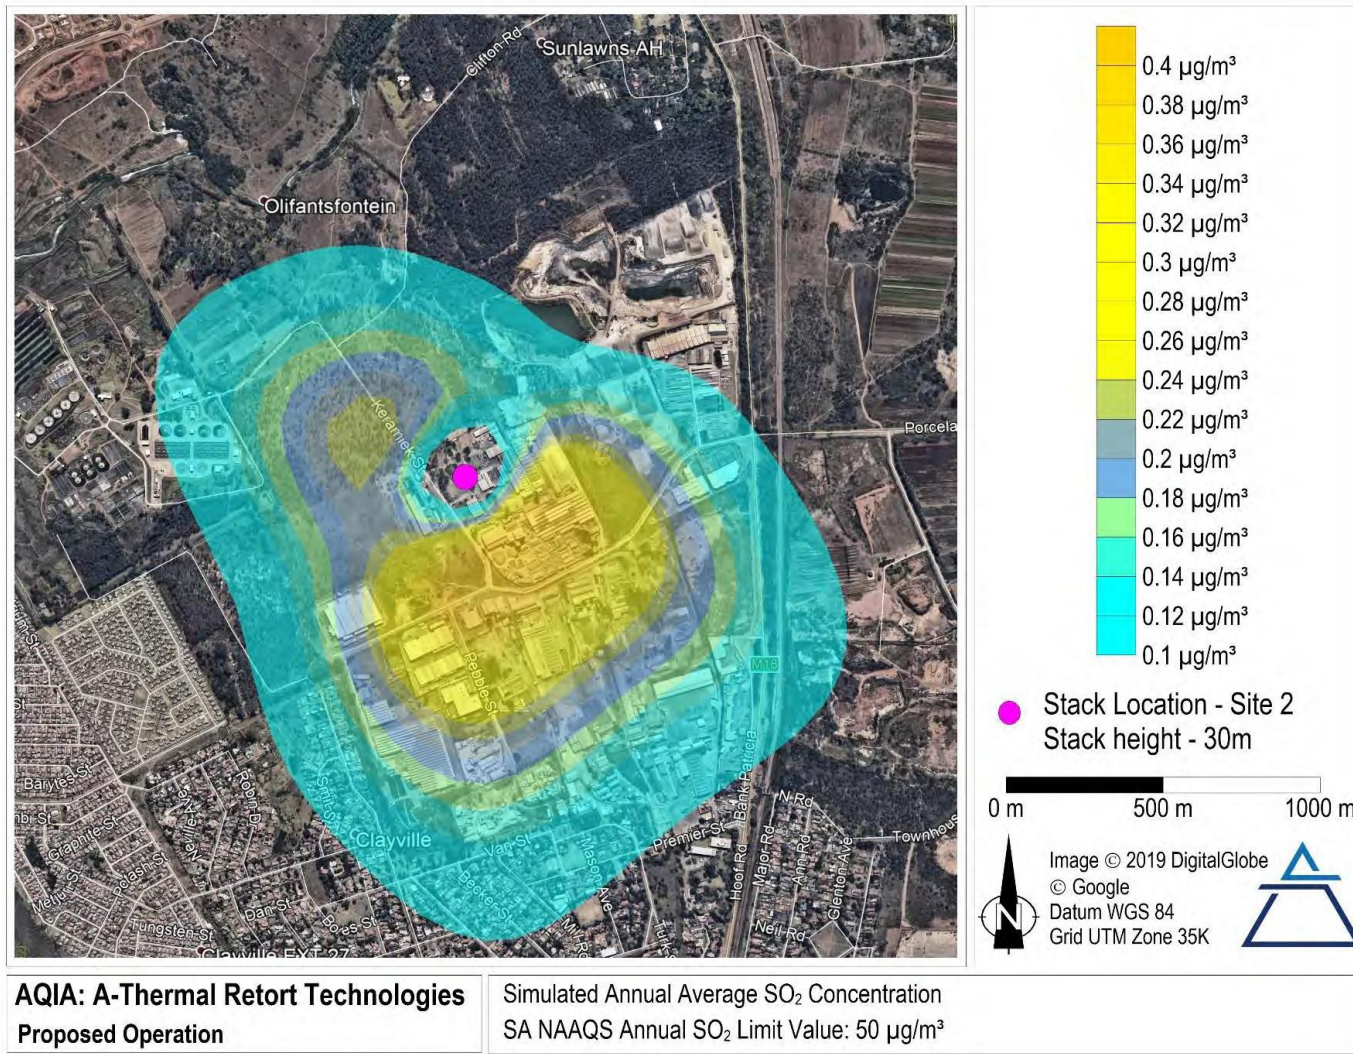 Sunlawns AH
Clifton-Rd
Olifantsfontein
Keramiek-St
Porcela
M18
Pebble-St
St
Barytes St
mbi St
Graphite St
Tungsten St
Neville Ave
Robin Dr
Clayville
Van St
Becker St
Dan St
Mason Ave
Premier St
Bank Patricia
Hoof Rd
Major-Rd
Ann-Rd
N Rd
Glenton-Ave
Townhous
Neil-Rd
Clayville EXT 27
0.4 µg/m³
0.38 µg/m³
0.36 µg/m³
0.34 µg/m³
0.32 µg/m³
0.3 µg/m³
0.28 µg/m³
0.26 µg/m³
0.24 µg/m³
0.22 µg/m³
0.2 µg/m³
0.18 µg/m³
0.16 µg/m³
0.14 µg/m³
0.12 µg/m³
0.1 µg/m³
Stack Location - Site 2
Stack height - 30m
0 m 500 m 1000 m
N
Image © 2019 DigitalGlobe
© Google
Datum WGS 84
Grid UTM Zone 35K
AQIA: A-Thermal Retort Technologies
Proposed Operation
Simulated Annual Average SO₂ Concentration
SA NAAQS Annual SO₂ Limit Value: 50 µg/m³